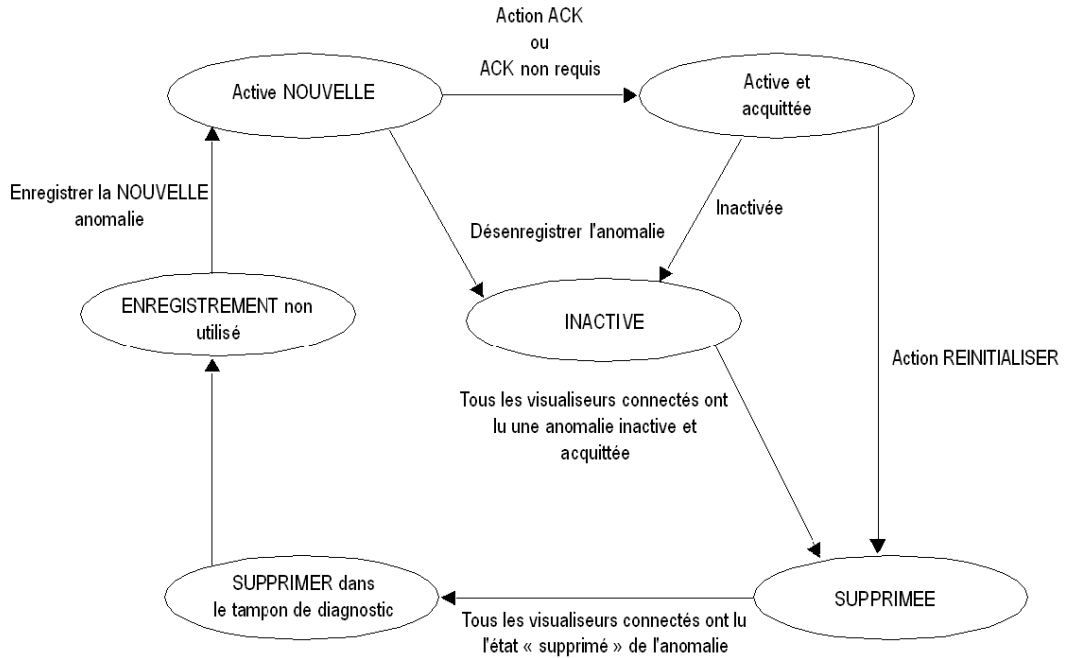 Action ACK
ou
ACK non requis
Active NOUVELLE
Active et
acquittée
Enregistrer la NOUVELLE
anomalie
Désenregistrer l'anomalie
Inactivée
ENREGISTREMENT non
utilisé
INACTIVE
Action REINITIALISER
Tous les visualiseurs connectés ont
lu une anomalie inactive et
acquittée
SUPPRIMER dans
le tampon de diagnostic
SUPPRIMEE
Tous les visualiseurs connectés ont lu
l'état « supprimé » de l'anomalie